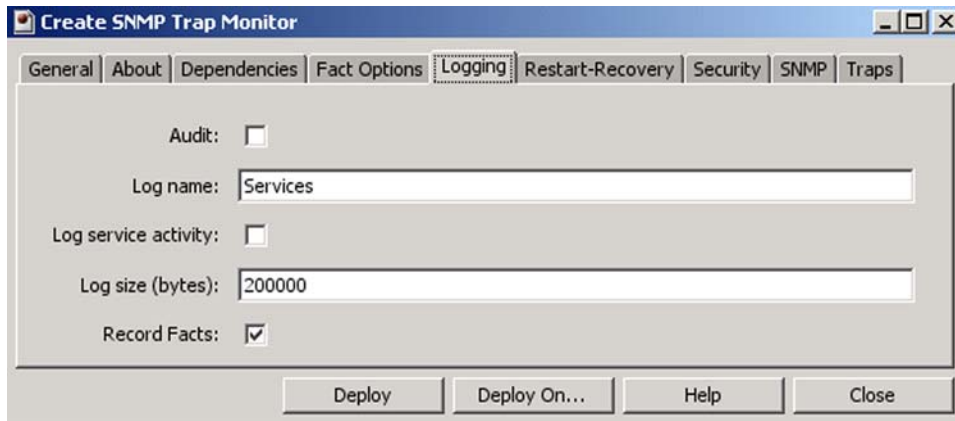 Create SNMP Trap Monitor
General About Dependencies Fact Options Logging Restart-Recovery Security SNMP Traps
Audit:
Log name: Services
Log service activity:
Log size (bytes): 200000
Record Facts:
Deploy Deploy On... Help Close